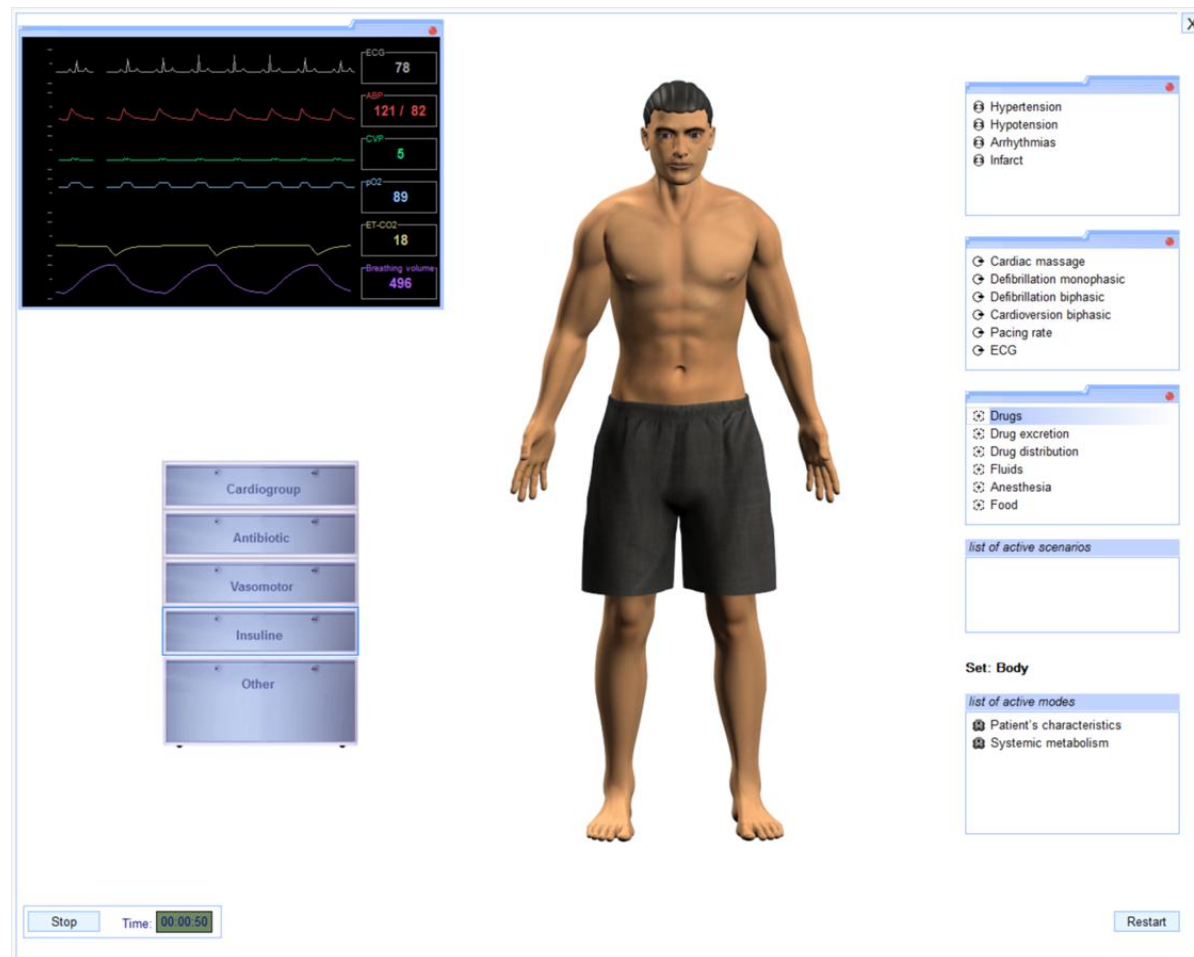 X
ECG
78
ABP
121 / 82
CVP
5
pO2
89
ET-CO2
18
Breathing volume
496
Hypertension
Hypotension
Arrhythmias
Infarct
Cardiac massage
Defibrillation monophasic
Defibrillation biphasic
Cardioversion biphasic
Pacing rate
ECG
Drugs
Drug excretion
Drug distribution
Fluids
Anesthesia
Food
list of active scenarios
Set: Body
list of active modes
Patient's characteristics
Systemic metabolism
Cardiogroup
Antibiotic
Vasomotor
Insuline
Other
Stop Time: 00:00:50
Restart